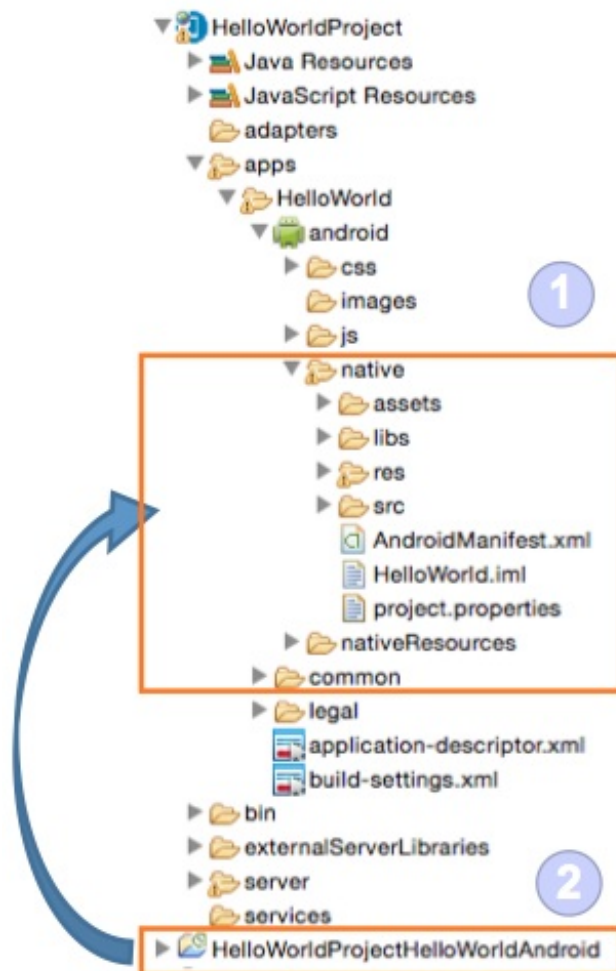 HelloWorldProject
Java Resources
JavaScript Resources
adapters
apps
HelloWorld
android
css
images
1
js
native
assets
libs
res
src
AndroidManifest.xml
HelloWorld.iml
project.properties
nativeResources
common
legal
application-descriptor.xml
build-settings.xml
bin
externalServerLibraries
server
2
services
HelloWorldProjectHelloWorldAndroid